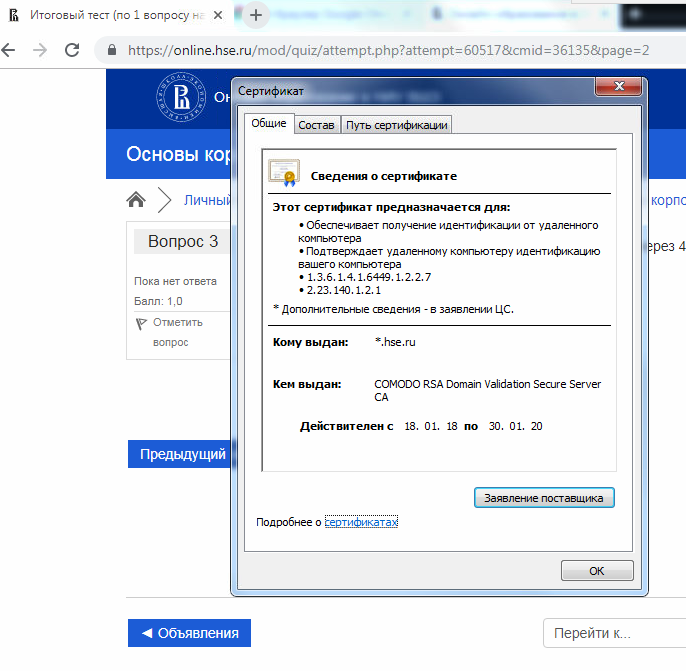 Итоговый тест (по 1 вопросу на
https://online.hse.ru/mod/quiz/attempt.php?attempt=60517&cmid=36135&page=2
Он
Сертификат
Общие
Состав
Путь сертификации
Основы кор
Сведения о сертификате
Личный
корпо
Этот сертификат предназначается для:
• Обеспечивает получение идентификации от удаленного
компьютера
• Подтверждает удаленному компьютеру идентификацию
вашего компьютера
• 1.3.6.1.4.1.6449.1.2.2.7
• 2.23.140.1.2.1
* Дополнительные сведения - в заявлении ЦС.
Вопрос 3
ерез 4
Пока нет ответа
Балл: 1,0
Отметить
вопрос
Кому выдан: *.hse.ru
Кем выдан: COMODO RSA Domain Validation Secure Server
CA
Действителен с 18. 01. 18 по 30. 01. 20
Предыдущий
Заявление поставщика
Подробнее о сертификатах
OK
◄ Объявления
Перейти к...